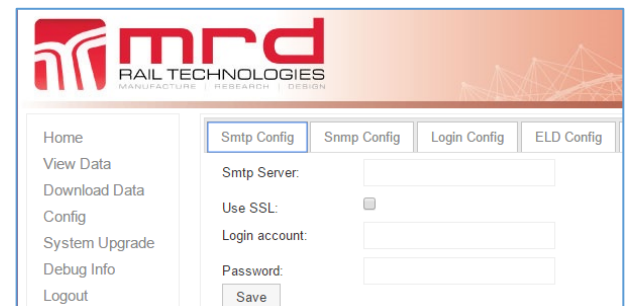 mrd
RAIL TECHNOLOGIES
MANUFACTURE | RESEARCH | DESIGN
Home
View Data
Download Data
Config
System Upgrade
Debug Info
Logout
Smtp Config
Snmp Config
Login Config
ELD Config
Smtp Server:
Use SSL:
Login account:
Password:
Save